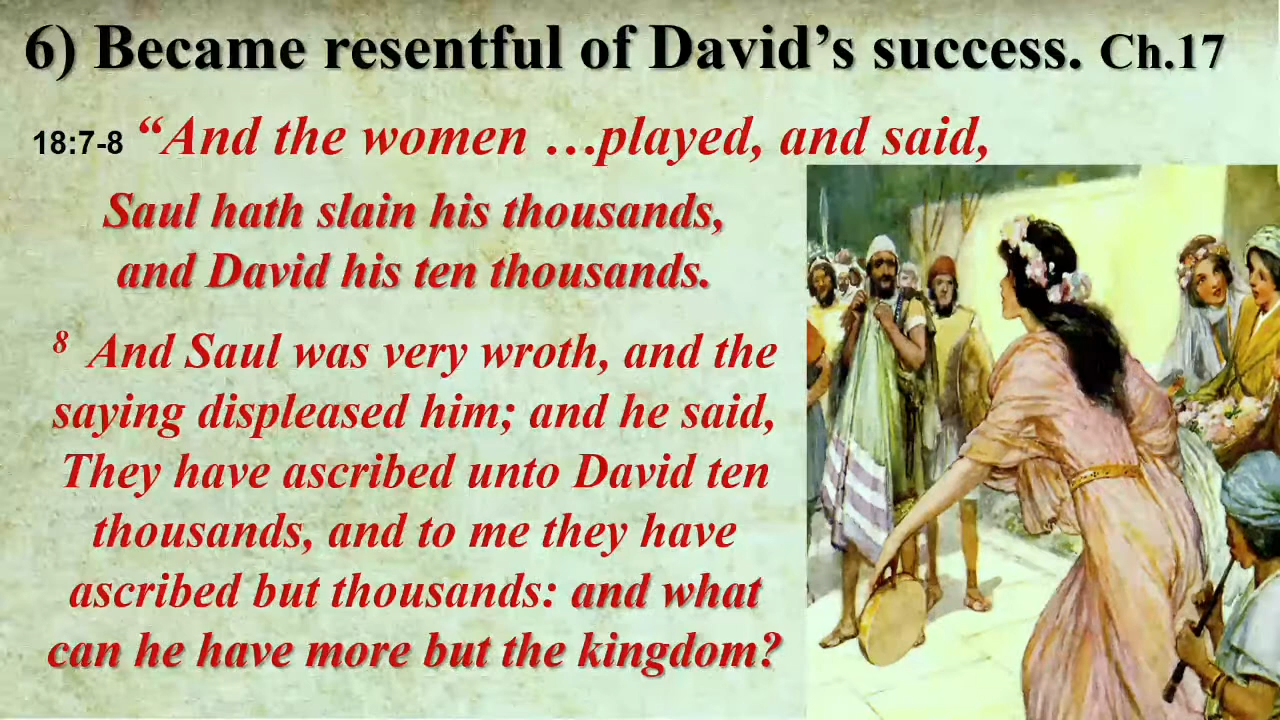 6) Became resentful of David’s success. Ch.17
18:7-8 “And the women …played, and said,
Saul hath slain his thousands,
and David his ten thousands.
8 And Saul was very wroth, and the
saying displeased him; and he said,
They have ascribed unto David ten
thousands, and to me they have
ascribed but thousands: and what
can he have more but the kingdom?